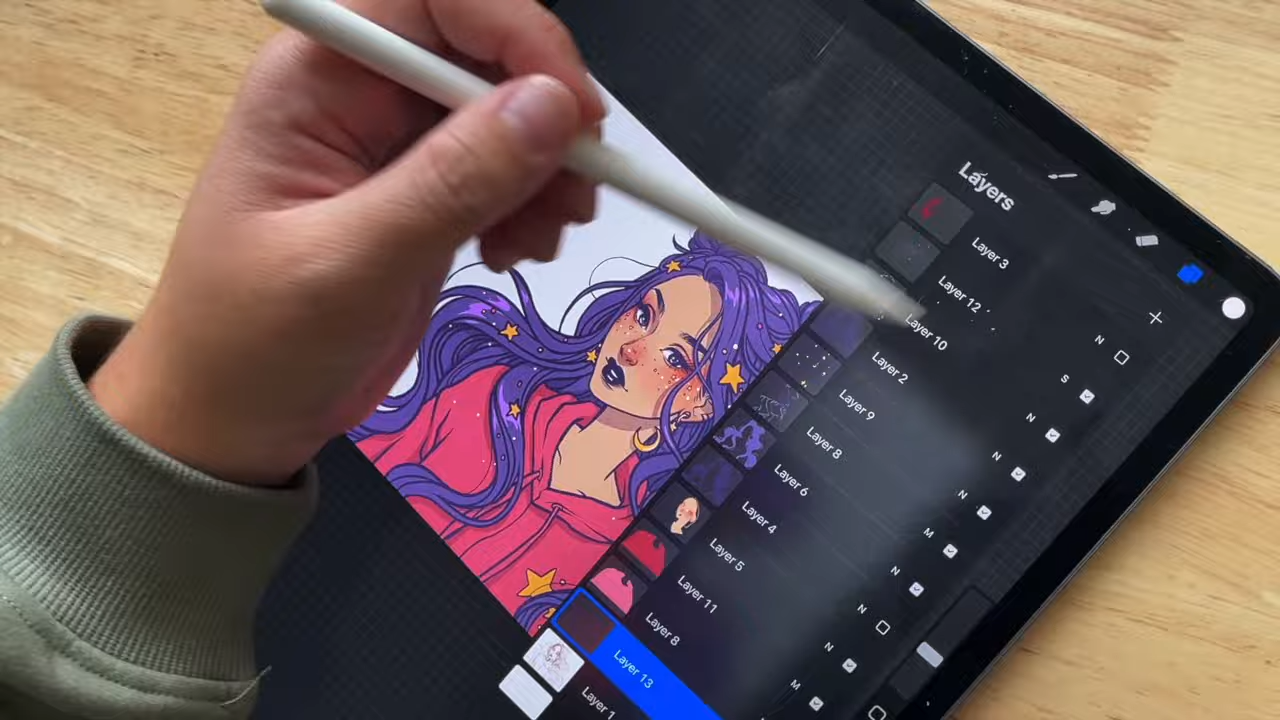 Layers
Layer 3
N
Layer 12
S
Layer 10
N
Layer 2
N
Layer 9
N
Layer 8
M
Layer 6
N
Layer 4
N
Layer 5
N
Layer 11
M
Layer 8
Layer 13
Layer 1